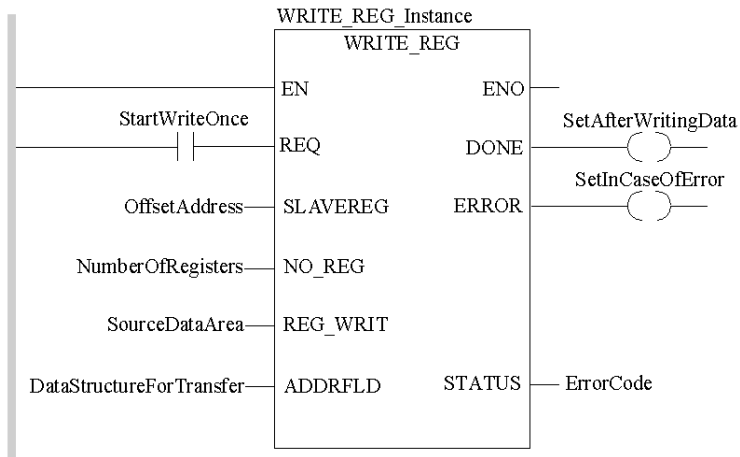 WRITE_REG_Instance
WRITE_REG
EN ENO
StartWriteOnce SetAfterWritingData
REQ DONE
SetInCaseOfError
OffsetAddress SLAVEREG ERROR
NumberOfRegisters NO_REG
SourceDataArea REG_WRIT
DataStructureForTransfer ADDRFLD STATUS ErrorCode